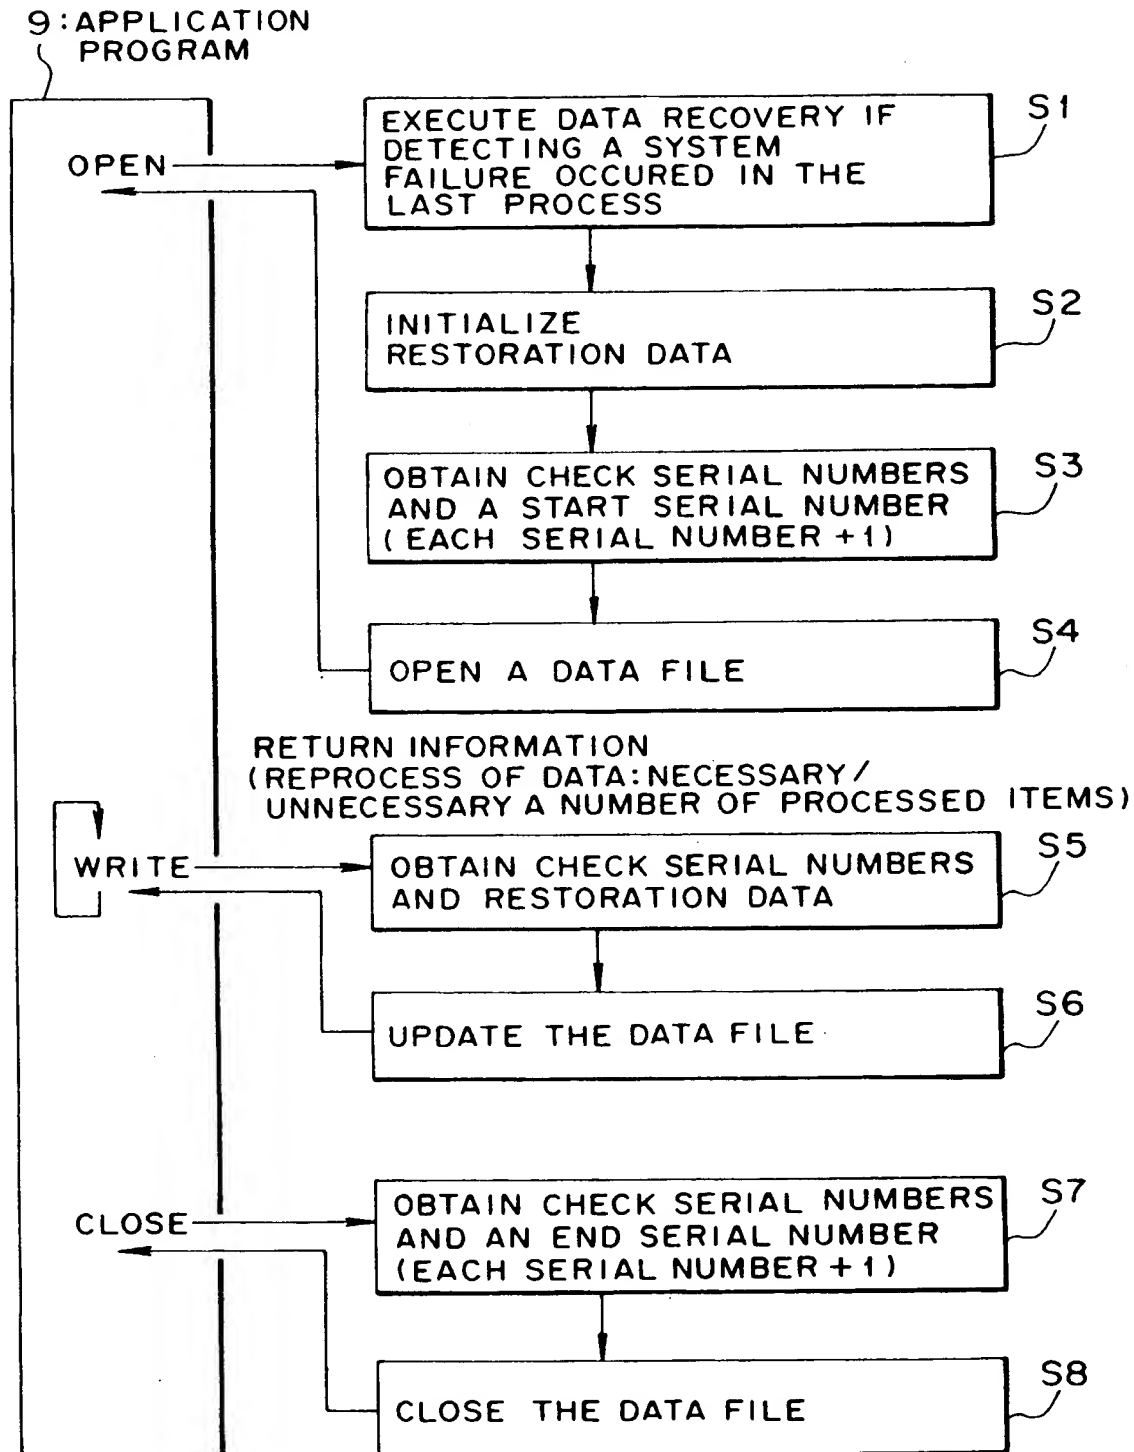 9:APPLICATION
PROGRAM
EXECUTE DATA RECOVERY IF
DETECTING A SYSTEM
FAILURE OCCURED IN THE
LAST PROCESS
S1
OPEN
INITIALIZE
RESTORATION DATA
S2
OBTAIN CHECK SERIAL NUMBERS
AND A START SERIAL NUMBER
(EACH SERIAL NUMBER +1)
S3
OPEN A DATA FILE
S4
RETURN INFORMATION
(REPROCESS OF DATA:NECESSARY/
UNNECESSARY A NUMBER OF PROCESSED ITEMS)
WRITE
OBTAIN CHECK SERIAL NUMBERS
AND RESTORATION DATA
S5
UPDATE THE DATA FILE
S6
CLOSE
OBTAIN CHECK SERIAL NUMBERS
AND AN END SERIAL NUMBER
(EACH SERIAL NUMBER +1)
S7
CLOSE THE DATA FILE
S8